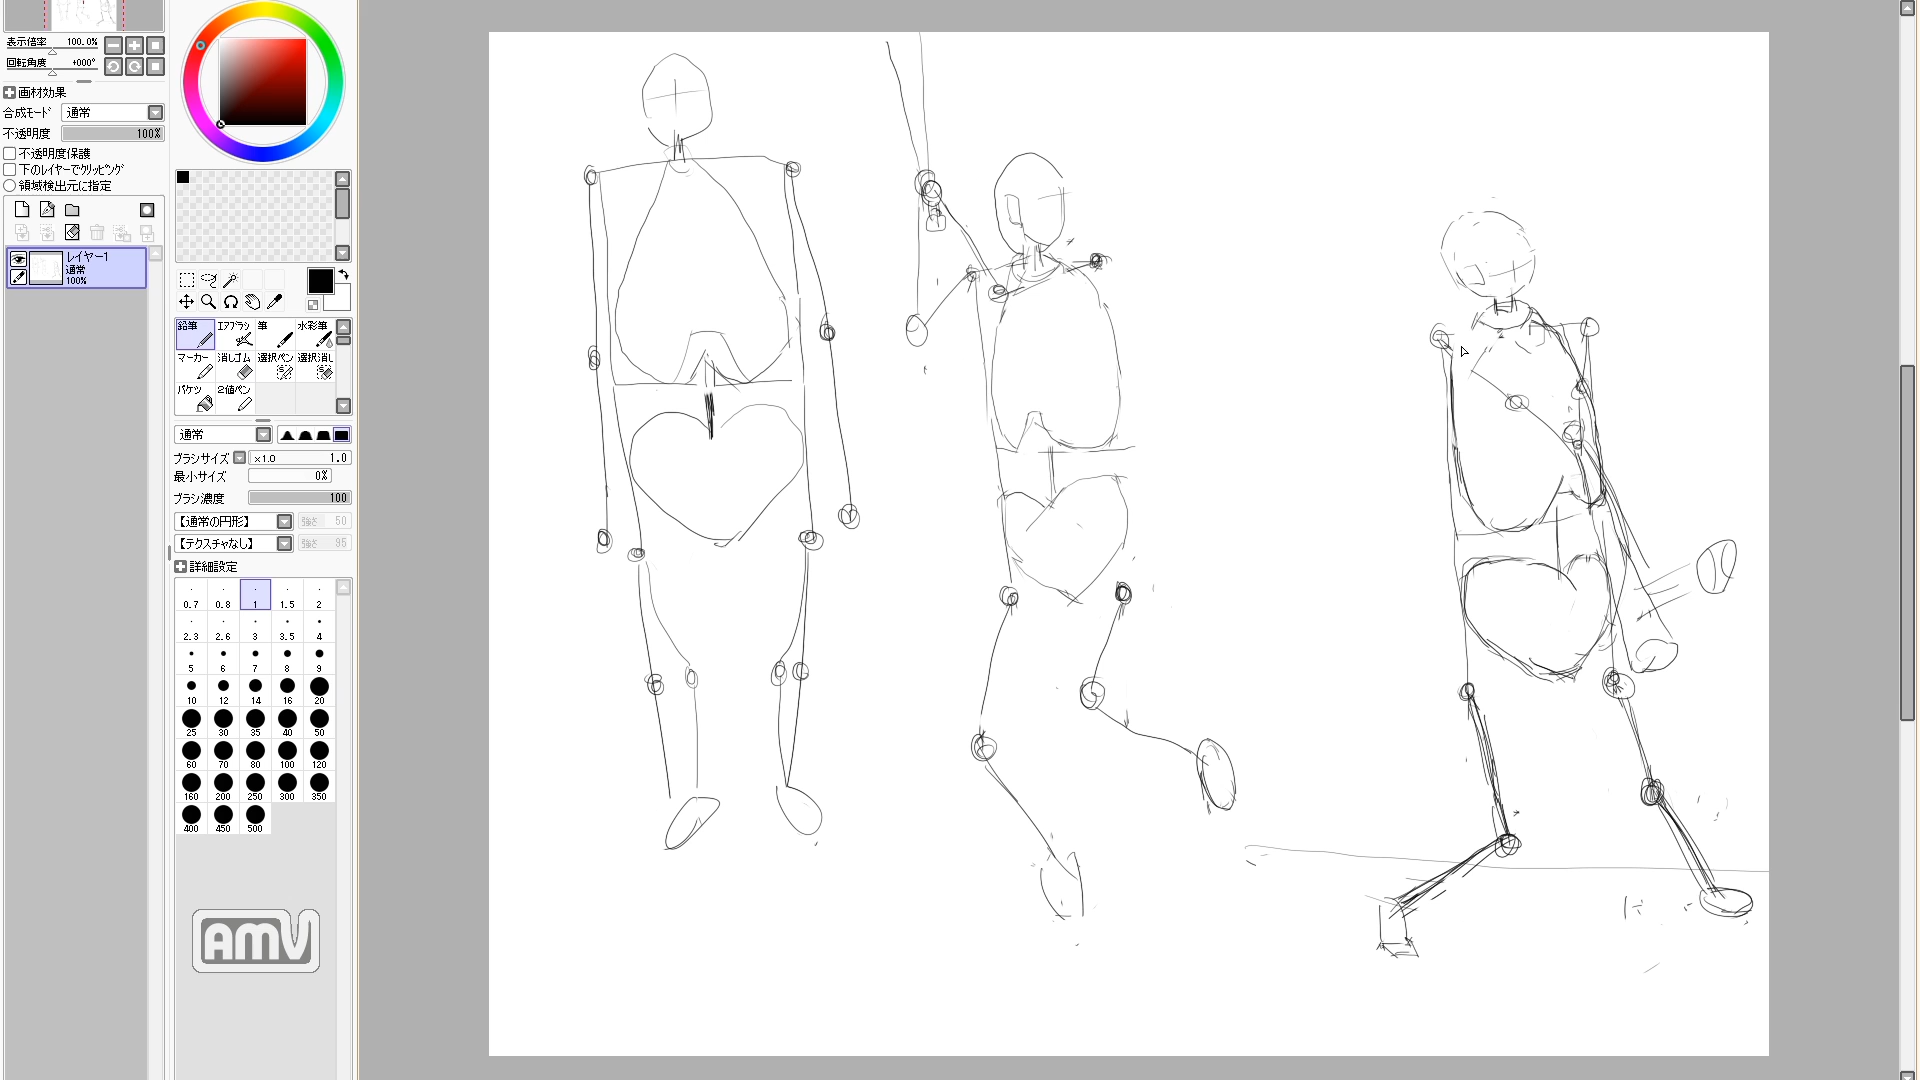 表示倍率 100.0%
回転角度 +000°
画材効果
合成モード 通常
不透明度 100%
不透明度保護
下のレイヤーでクリッピング
領域検出元に指定
レイヤー1
通常
100%
鉛筆 エアブラシ 筆 水彩筆
マーカー 消しゴム 選択ペン 選択消し
バケツ 2値ペン
通常
ブラシサイズ x1.0 1.0
最小サイズ 0%
ブラシ濃度 100
【通常の円形】 強さ 50
【テクスチャなし】 強さ 95
詳細設定
0.7 0.8 1 1.5 2
2.3 2.6 3 3.5 4
5 6 7 8 9
10 12 14 16 20
25 30 35 40 50
60 70 80 100 120
160 200 250 300 350
400 450 500
AMV